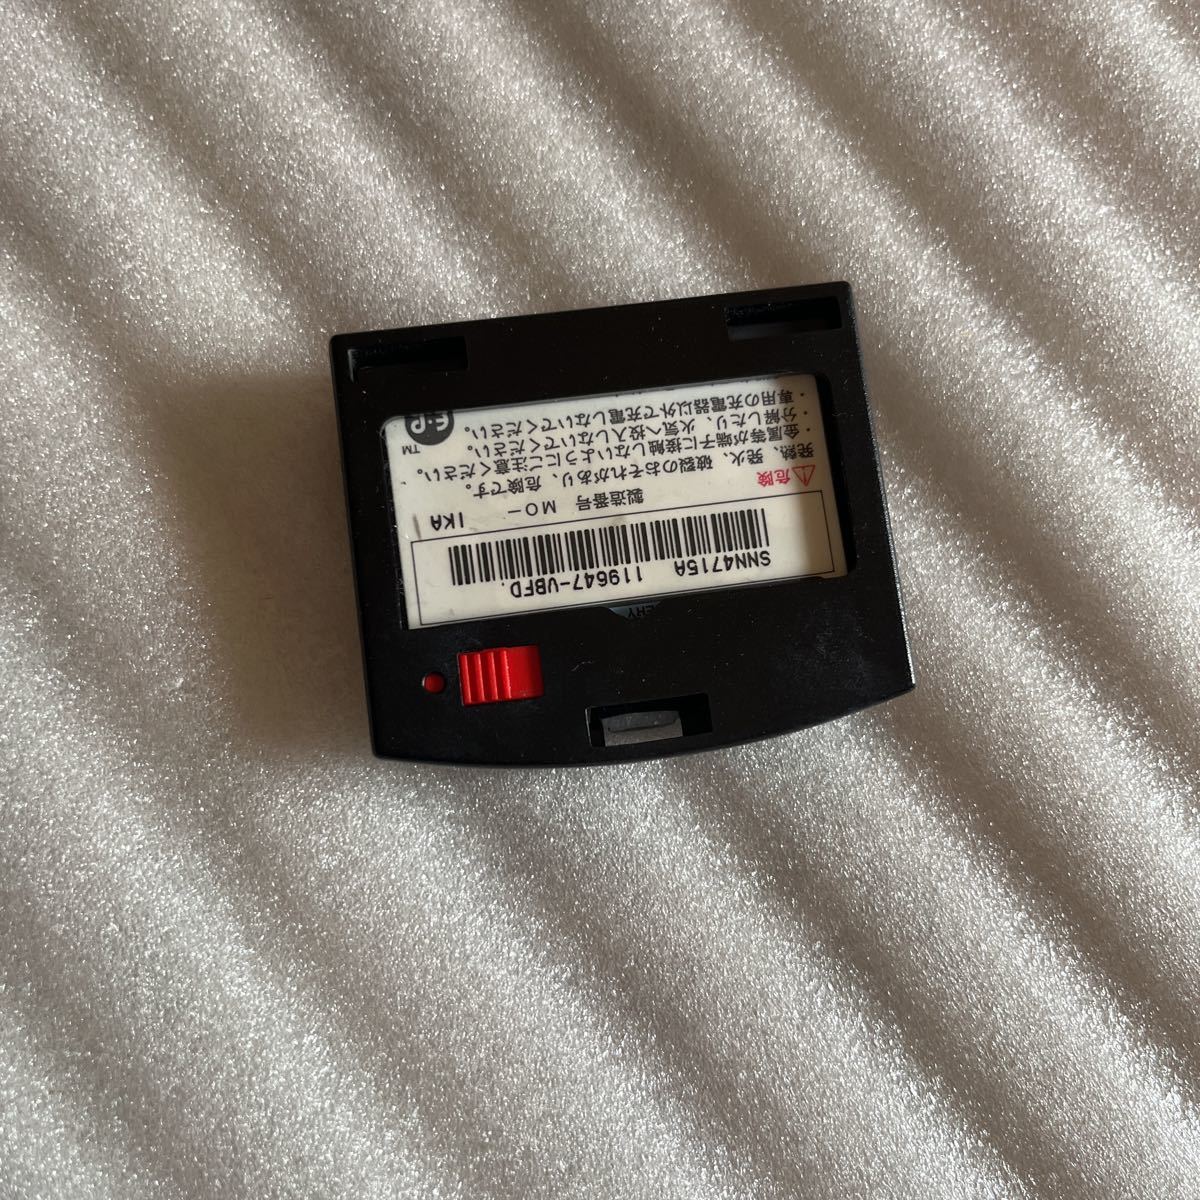 ERY
SNN4715A 119647-VBFD.
製造番号 MO- IKA
危険
発熱、発火、破裂のおそれがあり、危険です。
・金属等が端子に接触しないようにご注意ください。
・分解したり、火気へ投入しないでください。
・専用の充電器以外で充電しないでください。
TM